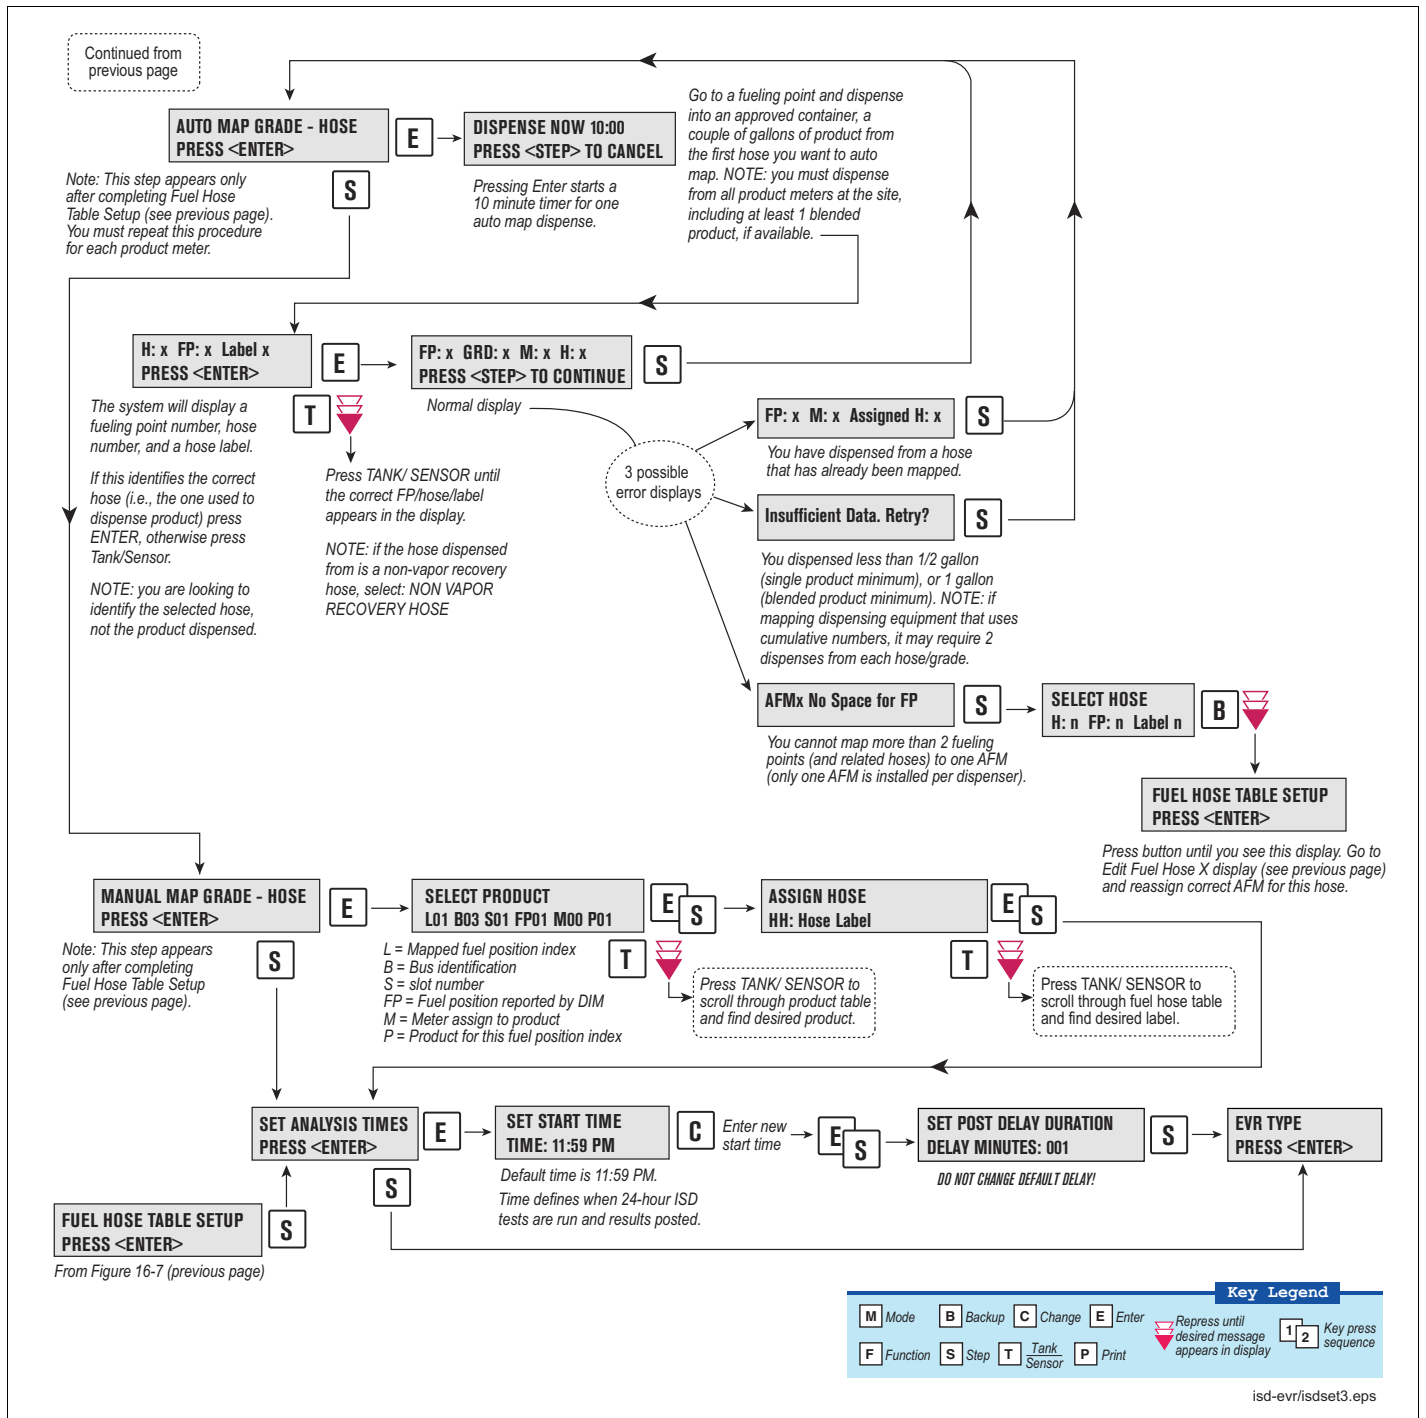 Continued from
previous page
AUTO MAP GRADE - HOSE
PRESS <ENTER>
E
DISPENSE NOW 10:00
PRESS <STEP> TO CANCEL
Go to a fueling point and dispense
into an approved container, a
couple of gallons of product from
the first hose you want to auto
map. NOTE: you must dispense
from all product meters at the site,
including at least 1 blended
product, if available.
Note: This step appears only
after completing Fuel Hose
Table Setup (see previous page).
You must repeat this procedure
for each product meter.
S
Pressing Enter starts a
10 minute timer for one
auto map dispense.
H: x FP: x Label x
PRESS <ENTER>
E
FP: x GRD: x M: x H: x
PRESS <STEP> TO CONTINUE
S
The system will display a
fueling point number, hose
number, and a hose label.
If this identifies the correct
hose (i.e., the one used to
dispense product) press
ENTER, otherwise press
Tank/Sensor.
NOTE: you are looking to
identify the selected hose,
not the product dispensed.
T
Press TANK/ SENSOR until
the correct FP/hose/label
appears in the display.
NOTE: if the hose dispensed
from is a non-vapor recovery
hose, select: NON VAPOR
RECOVERY HOSE
Normal display
3 possible
error displays
FP: x M: x Assigned H: x
S
You have dispensed from a hose
that has already been mapped.
Insufficient Data. Retry?
S
You dispensed less than 1/2 gallon
(single product minimum), or 1 gallon
(blended product minimum). NOTE: if
mapping dispensing equipment that uses
cumulative numbers, it may require 2
dispenses from each hose/grade.
AFMx No Space for FP
S
You cannot map more than 2 fueling
points (and related hoses) to one AFM
(only one AFM is installed per dispenser).
SELECT HOSE
H: n FP: n Label n
B
FUEL HOSE TABLE SETUP
PRESS <ENTER>
Press button until you see this display. Go to
Edit Fuel Hose X display (see previous page)
and reassign correct AFM for this hose.
MANUAL MAP GRADE - HOSE
PRESS <ENTER>
E
SELECT PRODUCT
L01 B03 S01 FP01 M00 P01
E
S
ASSIGN HOSE
HH: Hose Label
E
S
Note: This step appears
only after completing
Fuel Hose Table Setup
(see previous page).
S
L = Mapped fuel position index
B = Bus identification
S = slot number
FP = Fuel position reported by DIM
M = Meter assign to product
P = Product for this fuel position index
T
Press TANK/ SENSOR to
scroll through product table
and find desired product.
T
Press TANK/ SENSOR to
scroll through fuel hose table
and find desired label.
SET ANALYSIS TIMES
PRESS <ENTER>
E
SET START TIME
TIME: 11:59 PM
C
Enter new
start time
E
S
SET POST DELAY DURATION
DELAY MINUTES: 001
S
EVR TYPE
PRESS <ENTER>
S
Default time is 11:59 PM.
Time defines when 24-hour ISD
tests are run and results posted.
DO NOT CHANGE DEFAULT DELAY!
FUEL HOSE TABLE SETUP
PRESS <ENTER>
S
From Figure 16-7 (previous page)
Key Legend
M Mode
B Backup
C Change
E Enter
F Function
S Step
T Tank
Sensor
P Print
Repress until
desired message
appears in display
1
2
Key press
sequence
isd-evr/isdset3.eps